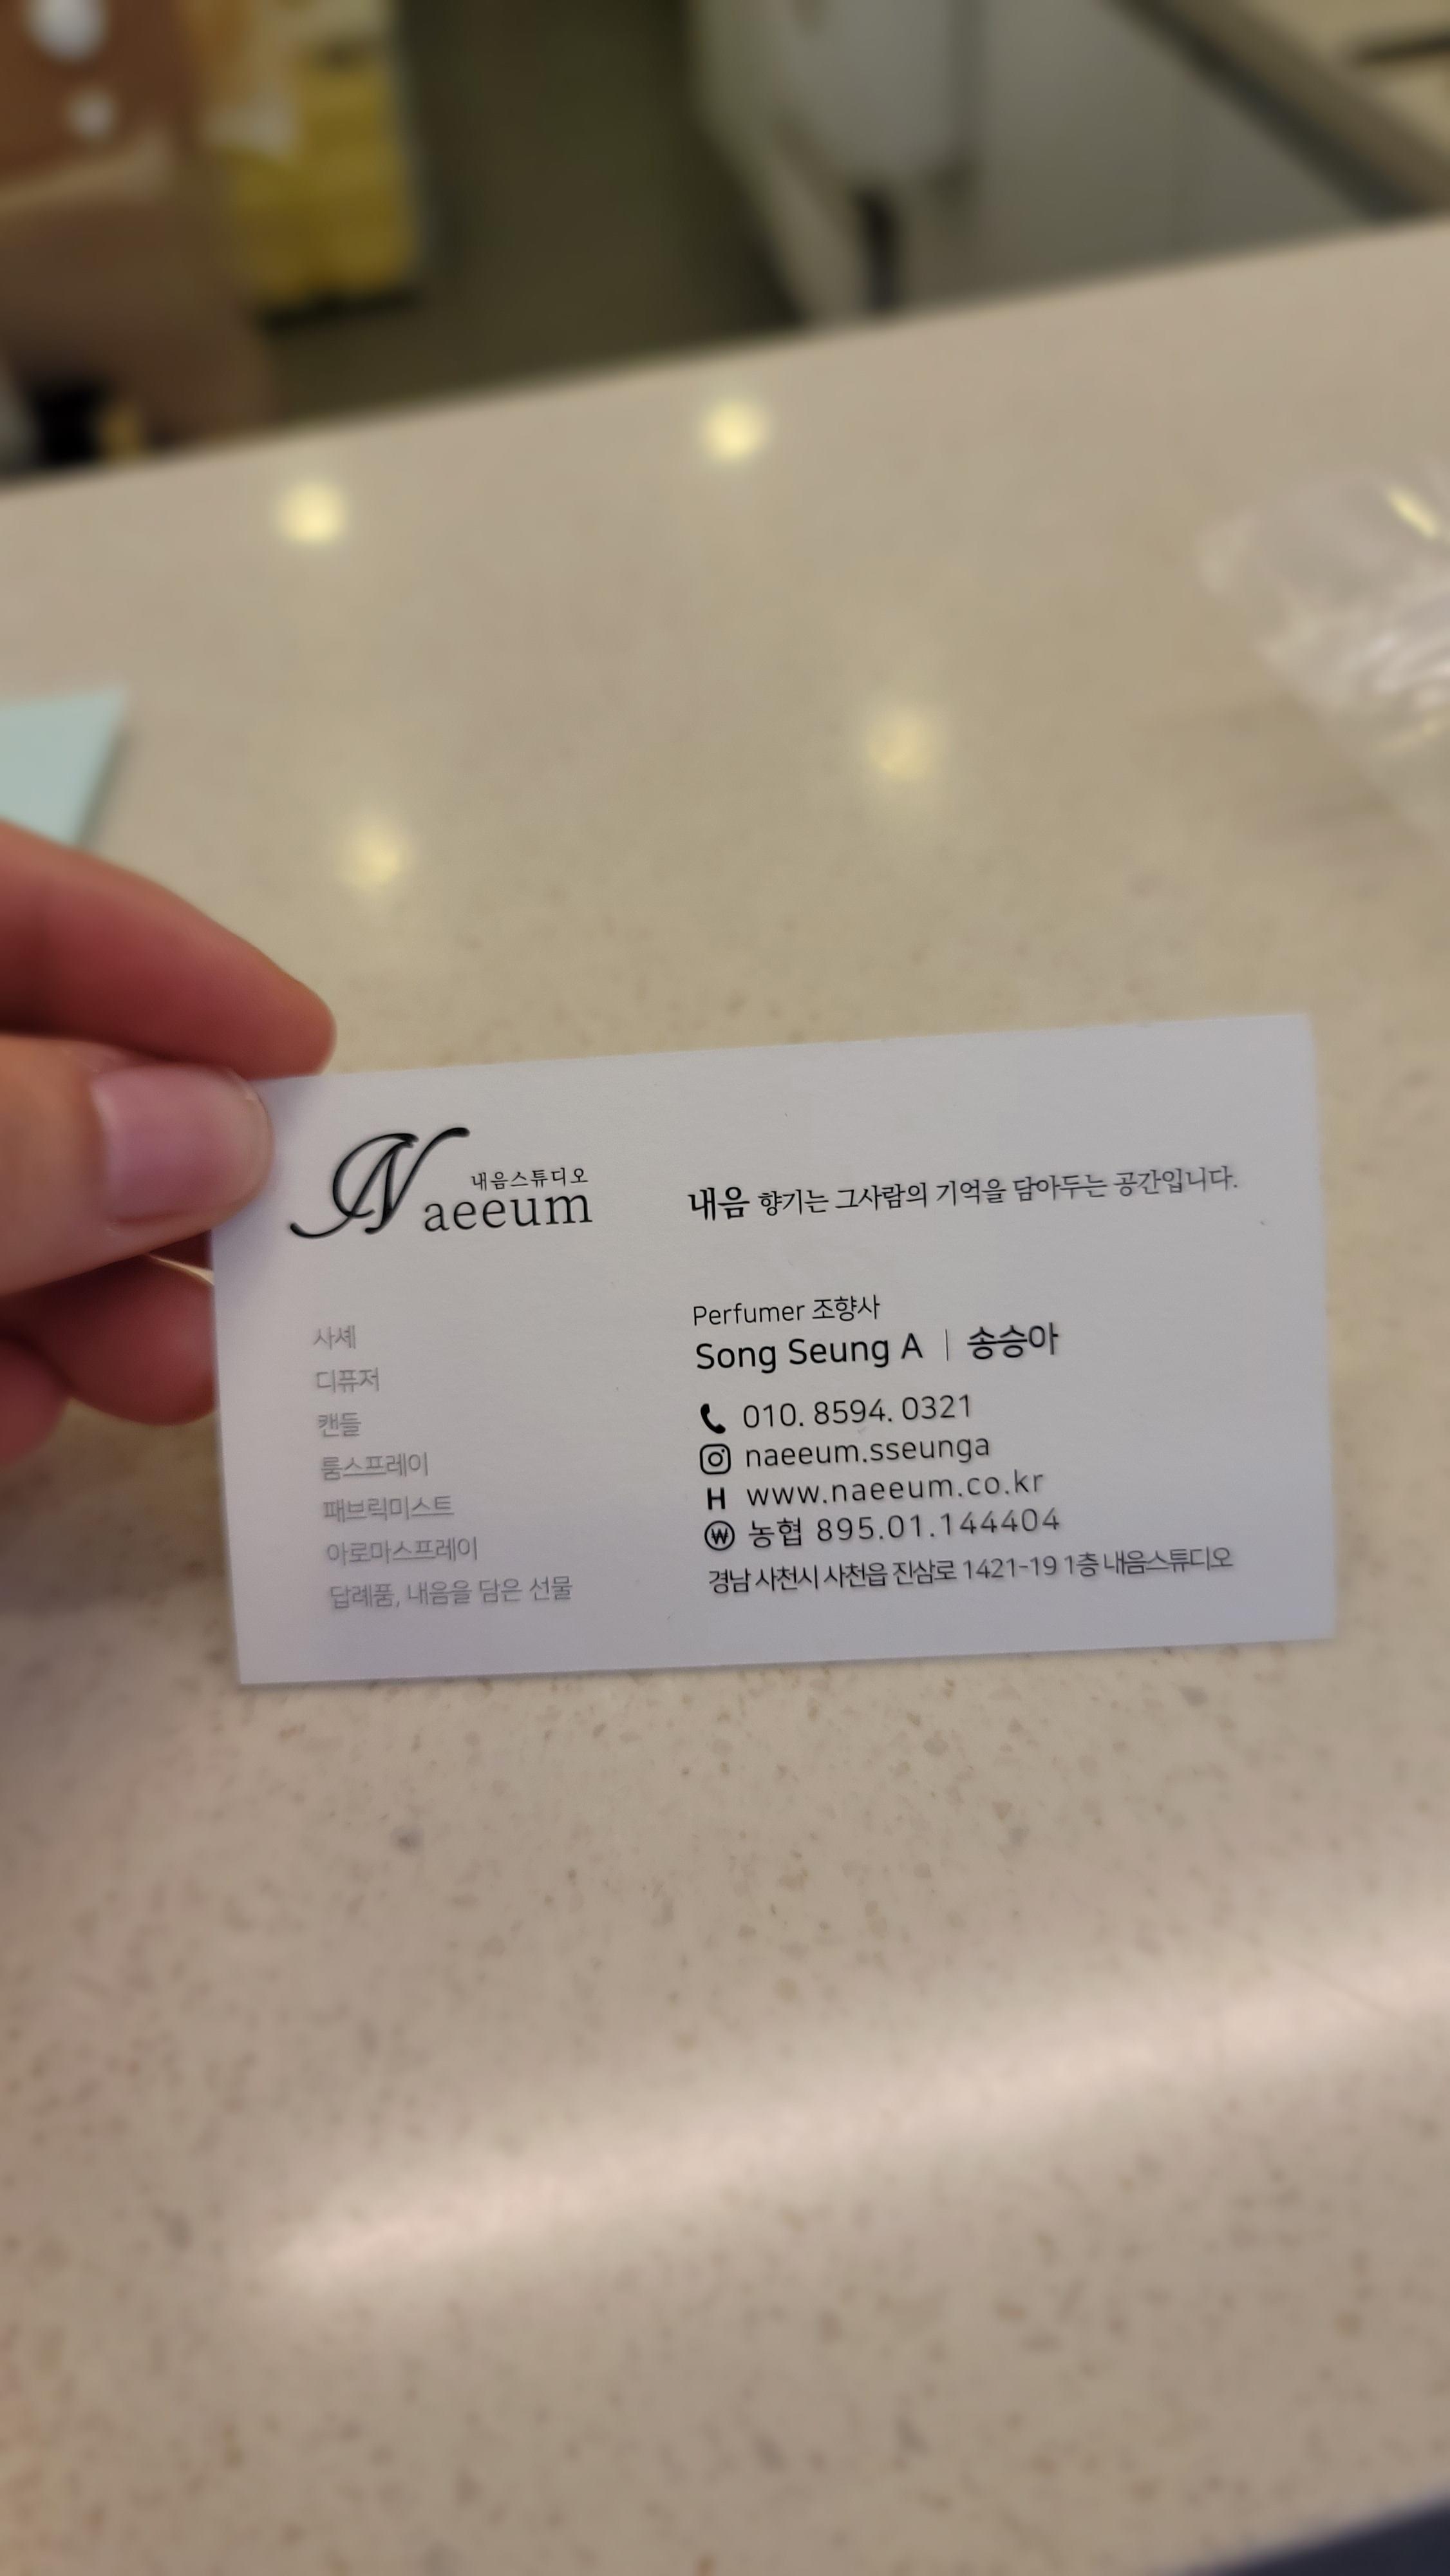 내음스튜디오
Naeeum
내음 향기는 그사람의 기억을 담아두는 공간입니다.
사셰
디퓨저
캔들
룸스프레이
패브릭미스트
아로마스프레이
답례품, 내음을 담은 선물
Perfumer 조향사
Song Seung A | 송승아
010. 8594. 0321
naeeum.sseunga
H www.naeeum.co.kr
₩ 농협 895.01.144404
경남 사천시 사천읍 진삼로 1421-19 1층 내음스튜디오